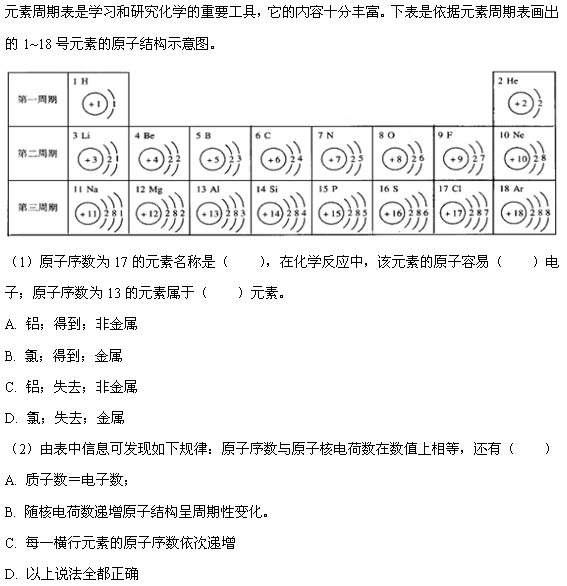 元素周期表是学习和研究化学的重要工具，它的内容十分丰富。下表是依据元素周期表画出
的 1~18 号元素的原子结构示意图。
第一周期 1 H +1 1 2 He +2 2
第二周期 3 Li +3 2 1 4 Be +4 2 2 5 B +5 2 3 6 C +6 2 4 7 N +7 2 5 8 O +8 2 6 9 F +9 2 7 10 Ne +10 2 8
第三周期 11 Na +11 2 8 1 12 Mg +12 2 8 2 13 Al +13 2 8 3 14 Si +14 2 8 4 15 P +15 2 8 5 16 S +16 2 8 6 17 Cl +17 2 8 7 18 Ar +18 2 8 8
（1）原子序数为 17 的元素名称是（　　），在化学反应中，该元素的原子容易（　　）电
子；原子序数为 13 的元素属于（　　）元素。
A. 铝；得到；非金属
B. 氯；得到；金属
C. 铝；失去；非金属
D. 氯；失去；金属
（2）由表中信息可发现如下规律：原子序数与原子核电荷数在数值上相等，还有（　　）
A. 质子数＝电子数；
B. 随核电荷数递增原子结构呈周期性变化。
C. 每一横行元素的原子序数依次递增
D. 以上说法全都正确